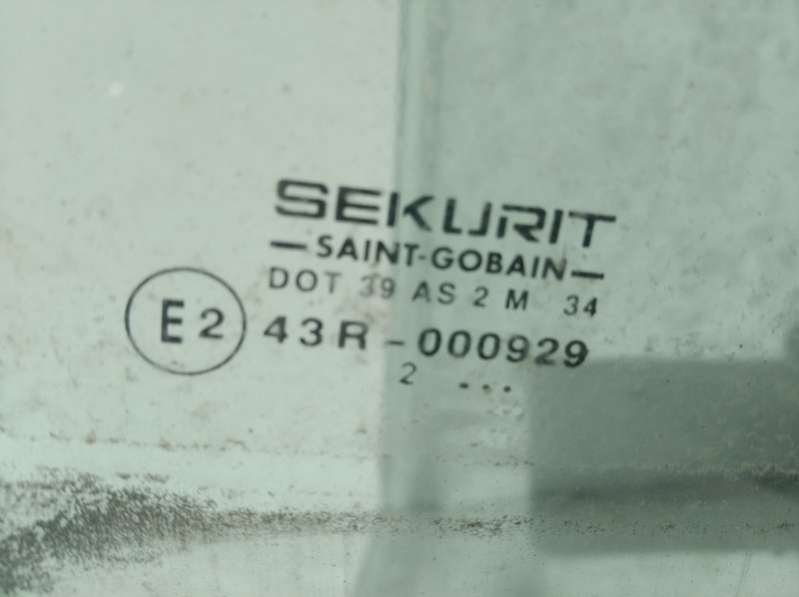 SEKURIT
—SAINT-GOBAIN—
DOT 39 AS 2 M 34
E2 43R-000929
2 ...